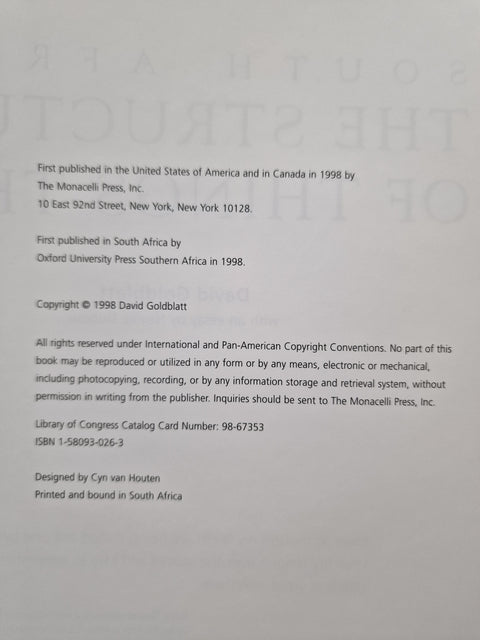 First published in the United States of America and in Canada in 1998 by
The Monacelli Press, Inc.
10 East 92nd Street, New York, New York 10128.
First published in South Africa by
Oxford University Press Southern Africa in 1998.
Copyright © 1998 David Goldblatt
All rights reserved under International and Pan-American Copyright Conventions. No part of this
book may be reproduced or utilized in any form or by any means, electronic or mechanical,
including photocopying, recording, or by any information storage and retrieval system, without
permission in writing from the publisher. Inquiries should be sent to The Monacelli Press, Inc.
Library of Congress Catalog Card Number: 98-67353
ISBN 1-58093-026-3
Designed by Cyn van Houten
Printed and bound in South Africa